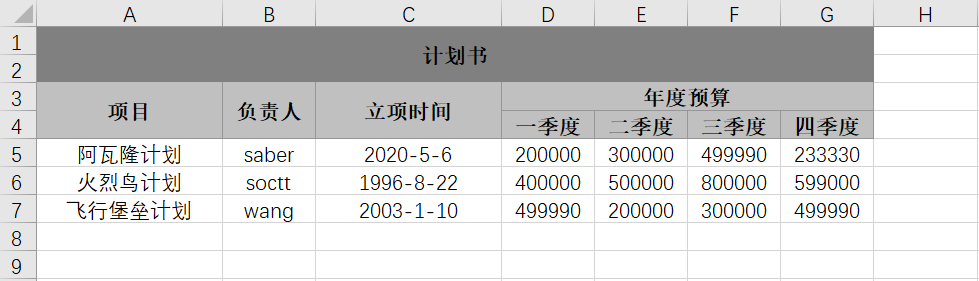 A B C D E F G H
1
计划书
2
3 项目 负责人 立项时间 年度预算
4 一季度 二季度 三季度 四季度
5 阿瓦隆计划 saber 2020-5-6 200000 300000 499990 233330
6 火烈鸟计划 soctt 1996-8-22 400000 500000 800000 599000
7 飞行堡垒计划 wang 2003-1-10 499990 200000 300000 499990
8
9